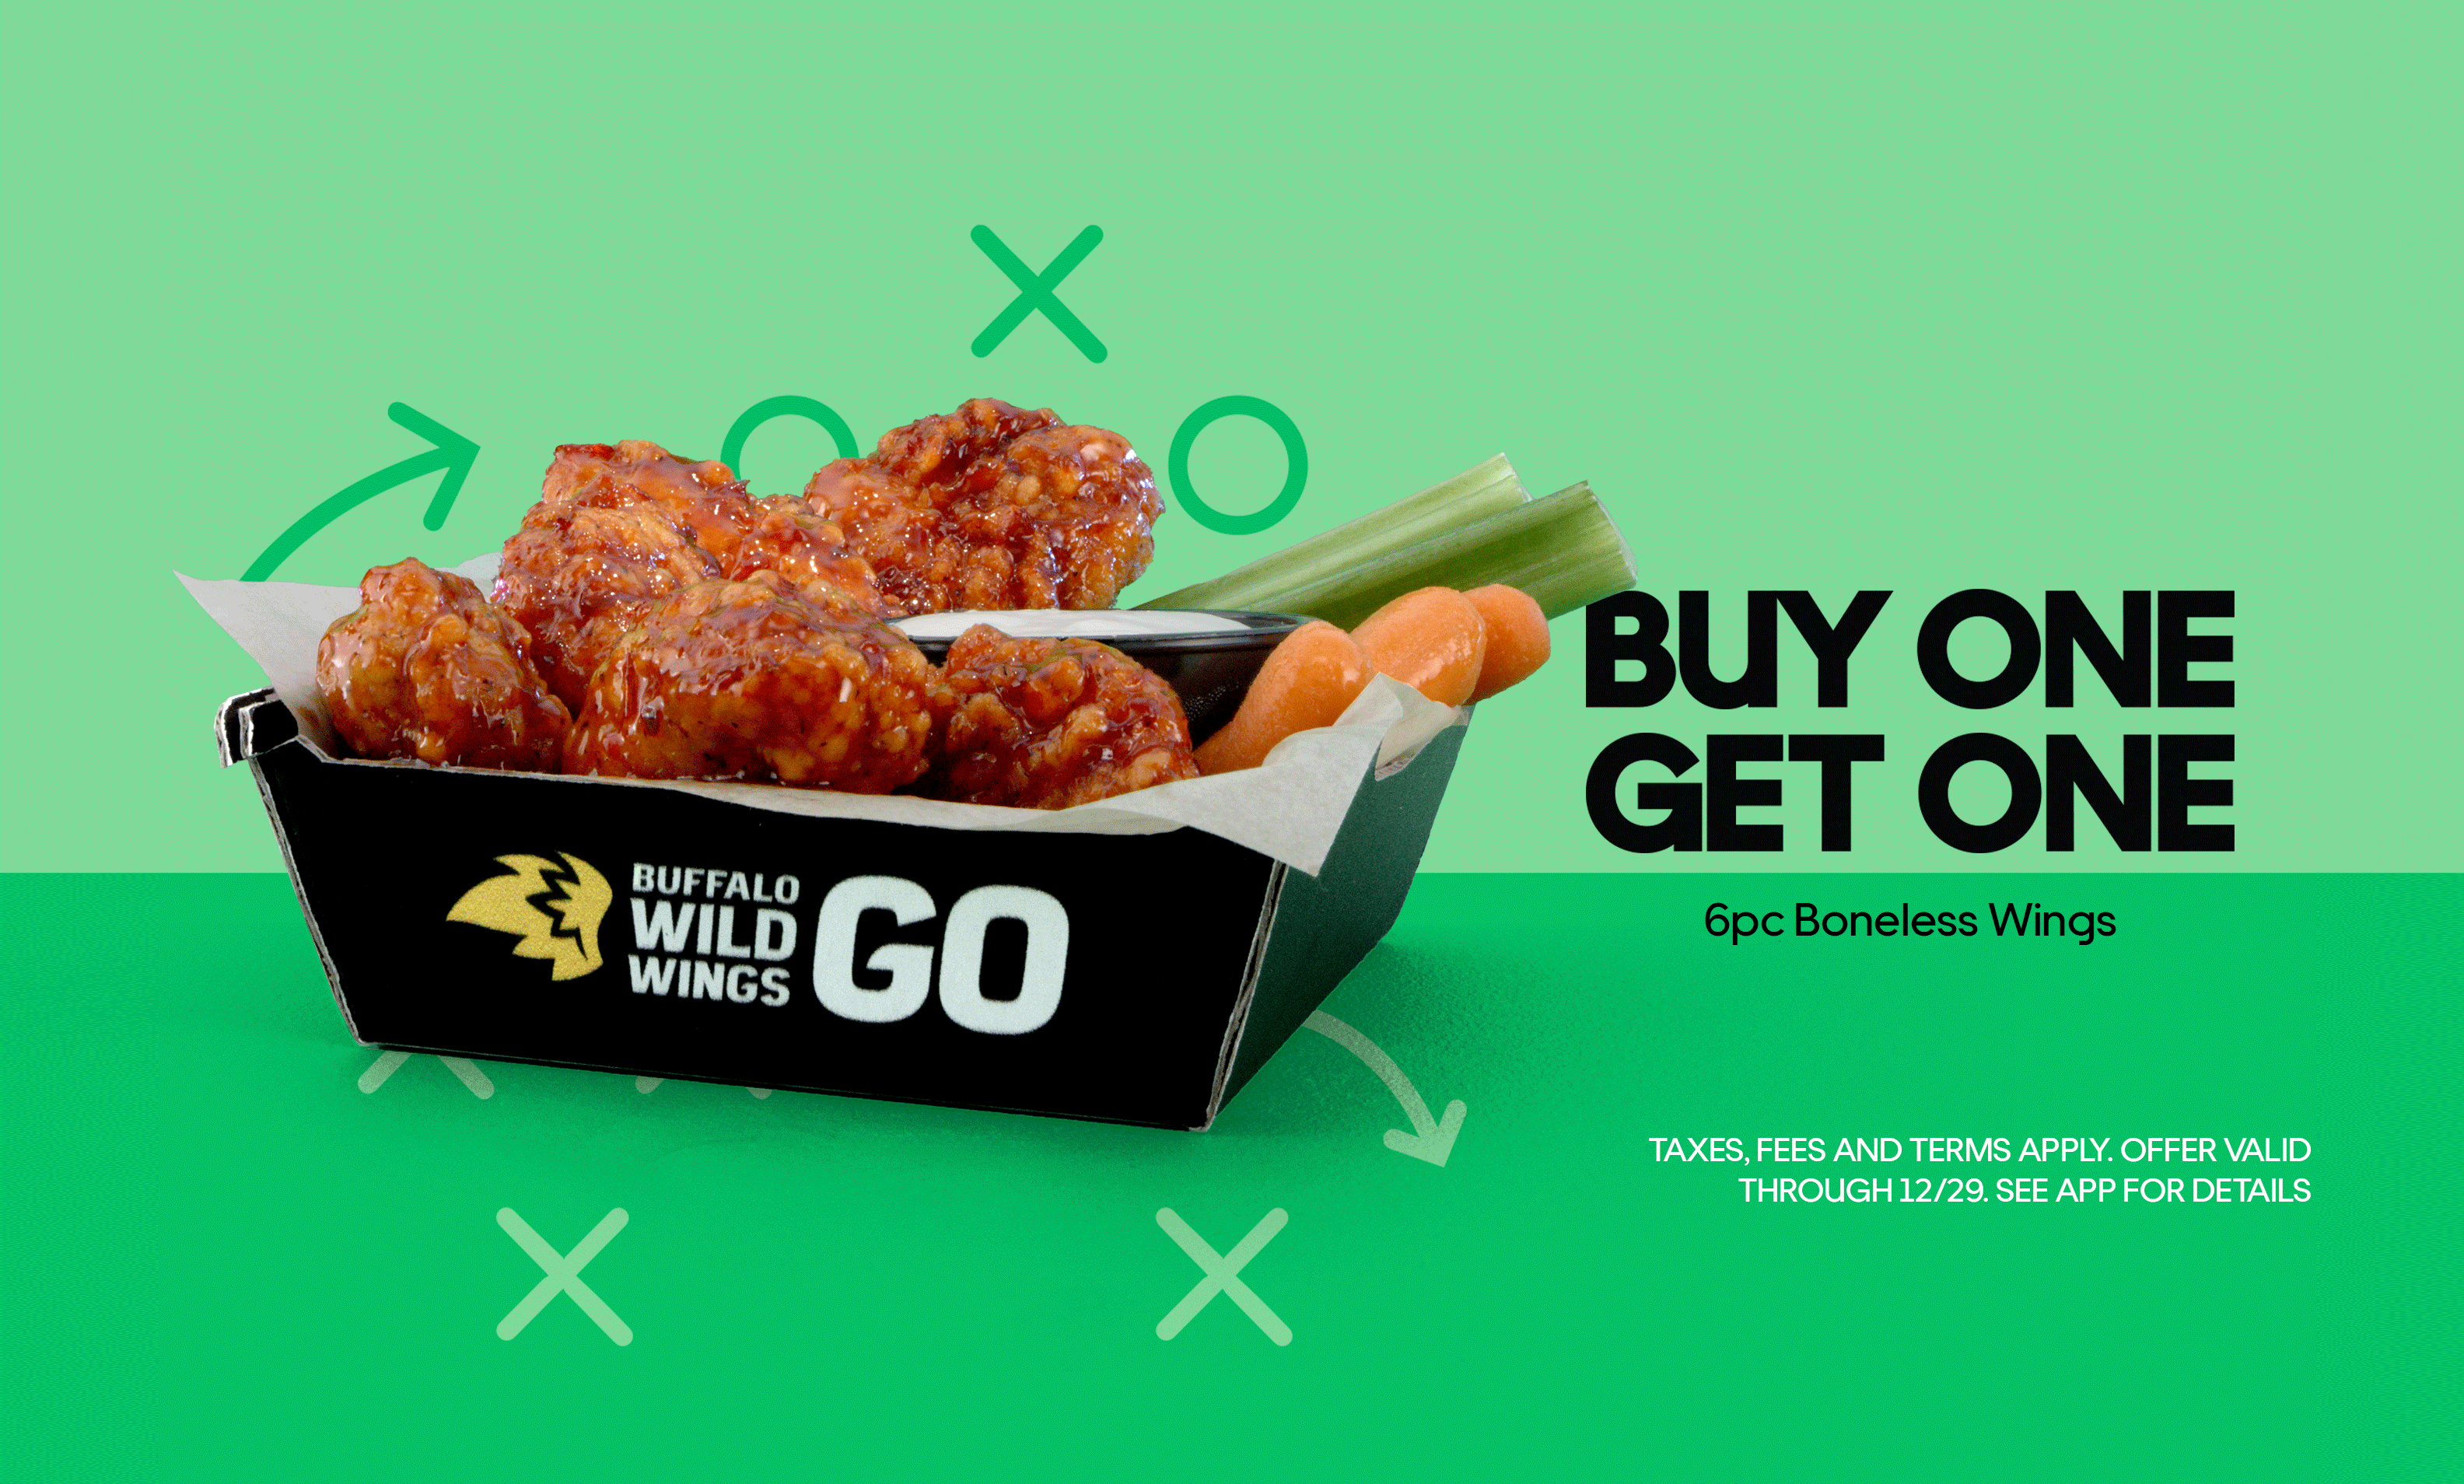 BUY ONE
GET ONE
6pc Boneless Wings
BUFFALO
WILD
WINGS
GO
TAXES, FEES AND TERMS APPLY. OFFER VALID
THROUGH 12/29. SEE APP FOR DETAILS